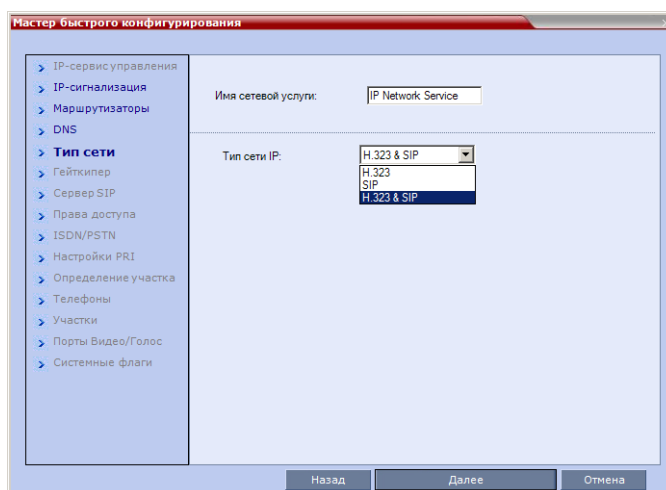 Мастер быстрого конфигурирования
IP-сервис управления
IP-сигнализация
Маршрутизаторы
DNS
Тип сети
Гейткипер
Сервер SIP
Права доступа
ISDN/PSTN
Настройки PRI
Определение участка
Телефоны
Участки
Порты Видео/Голос
Системные флаги
Имя сетевой услуги: IP Network Service
Тип сети IP: H.323 & SIP
H.323
SIP
H.323 & SIP
Назад Далее Отмена